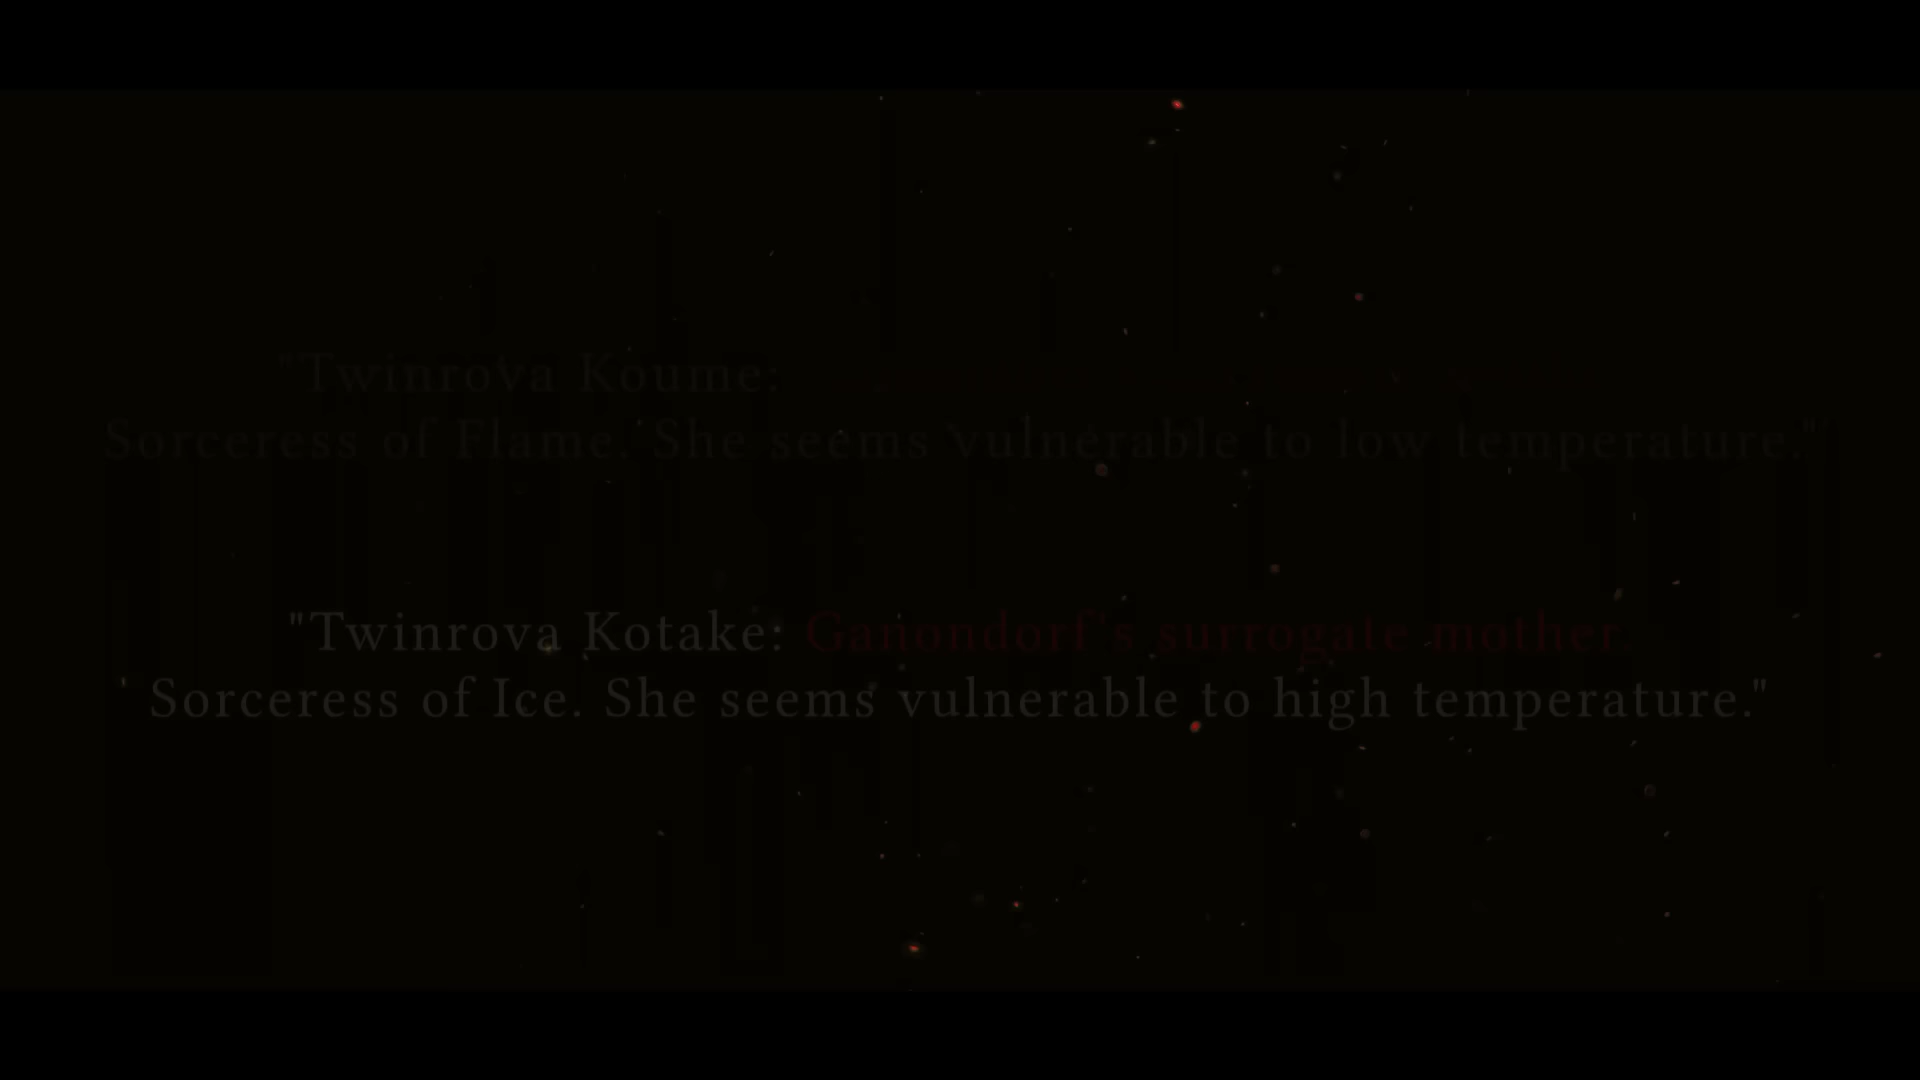 "Twinrova Koume:
Sorceress of Flame. She seems vulnerable to low temperature."
"Twinrova Kotake: Ganondorf's surrogate mother
Sorceress of Ice. She seems vulnerable to high temperature."